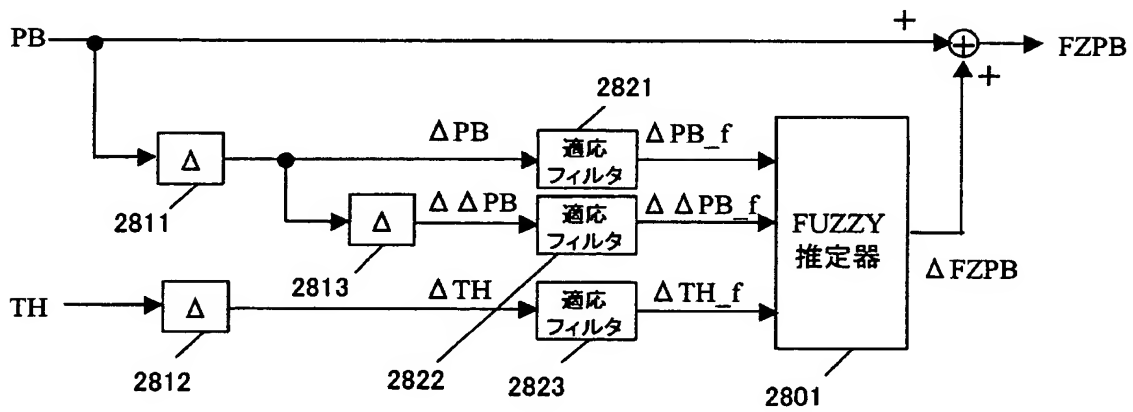 PB
+
FZPB
+
2821
ΔPB
適応
フィルタ
ΔPB_f
Δ
2811
ΔΔPB
適応
フィルタ
ΔΔPB_f
Δ
2813
FUZZY
推定器
ΔFZPB
TH
Δ
ΔTH
適応
フィルタ
ΔTH_f
2812
2822
2823
2801